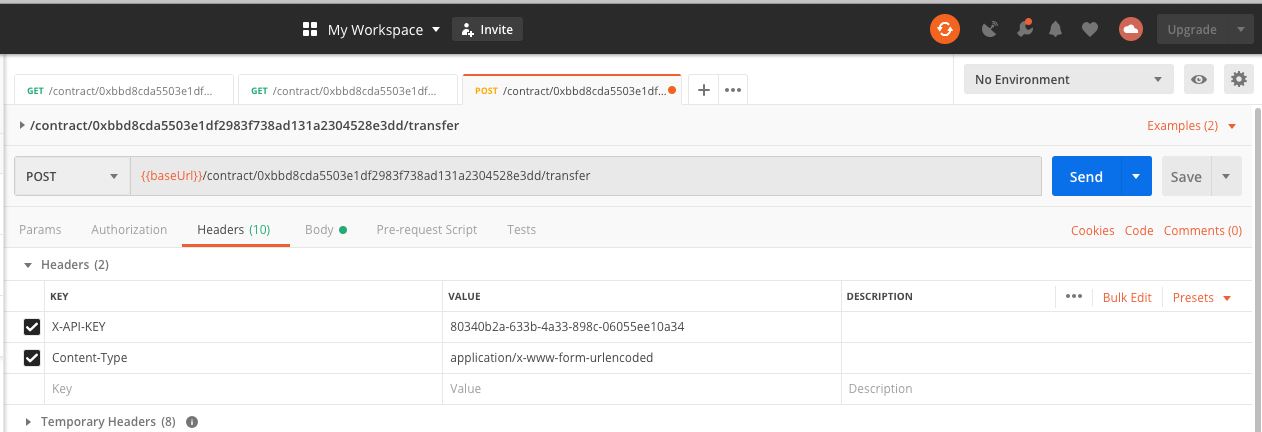 My Workspace Invite Upgrade
GET /contract/0xbbd8cda5503e1df... GET /contract/0xbbd8cda5503e1df... POST /contract/0xbbd8cda5503e1df... + ••• No Environment
/contract/0xbbd8cda5503e1df2983f738ad131a2304528e3dd/transfer Examples (2)
POST {{baseUrl}}/contract/0xbbd8cda5503e1df2983f738ad131a2304528e3dd/transfer Send Save
Params Authorization Headers (10) Body Pre-request Script Tests Cookies Code Comments (0)
Headers (2)
KEY VALUE DESCRIPTION ••• Bulk Edit Presets
X-API-KEY 80340b2a-633b-4a33-898c-06055ee10a34
Content-Type application/x-www-form-urlencoded
Key Value Description
Temporary Headers (8)